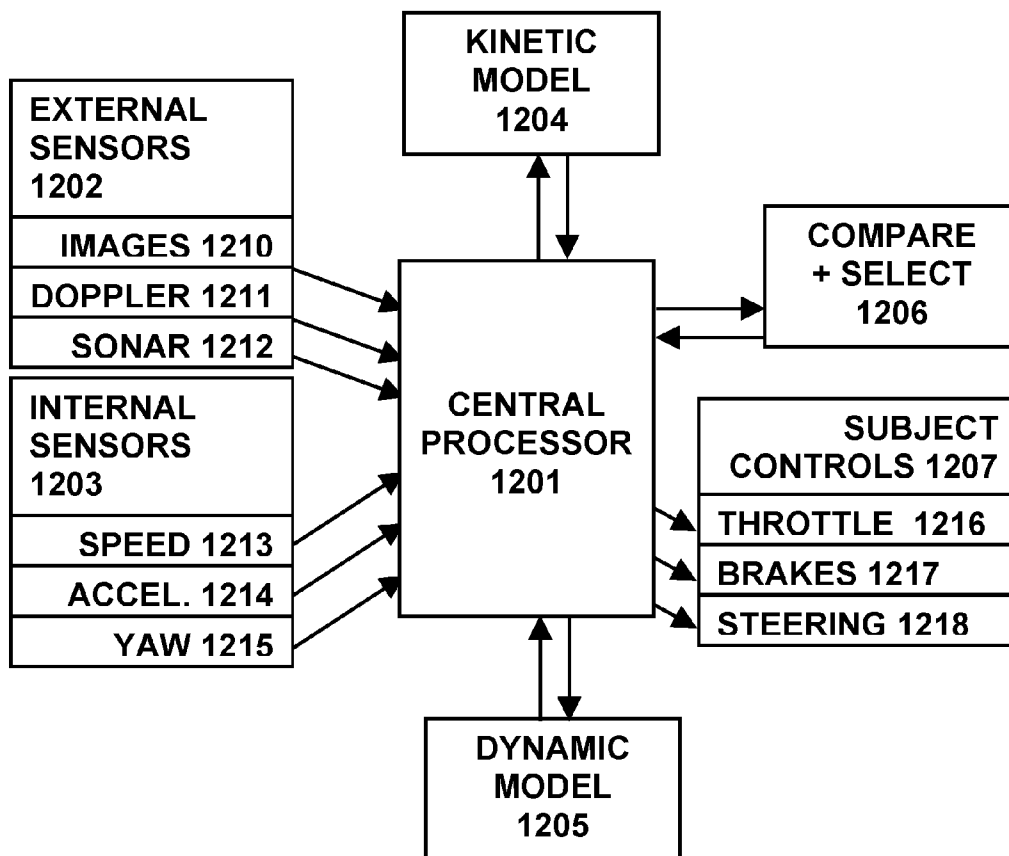 KINETIC
MODEL
1204
EXTERNAL
SENSORS
1202
IMAGES 1210
DOPPLER 1211
SONAR 1212
INTERNAL
SENSORS
1203
SPEED 1213
ACCEL. 1214
YAW 1215
CENTRAL
PROCESSOR
1201
COMPARE
+ SELECT
1206
SUBJECT
CONTROLS 1207
THROTTLE 1216
BRAKES 1217
STEERING 1218
DYNAMIC
MODEL
1205